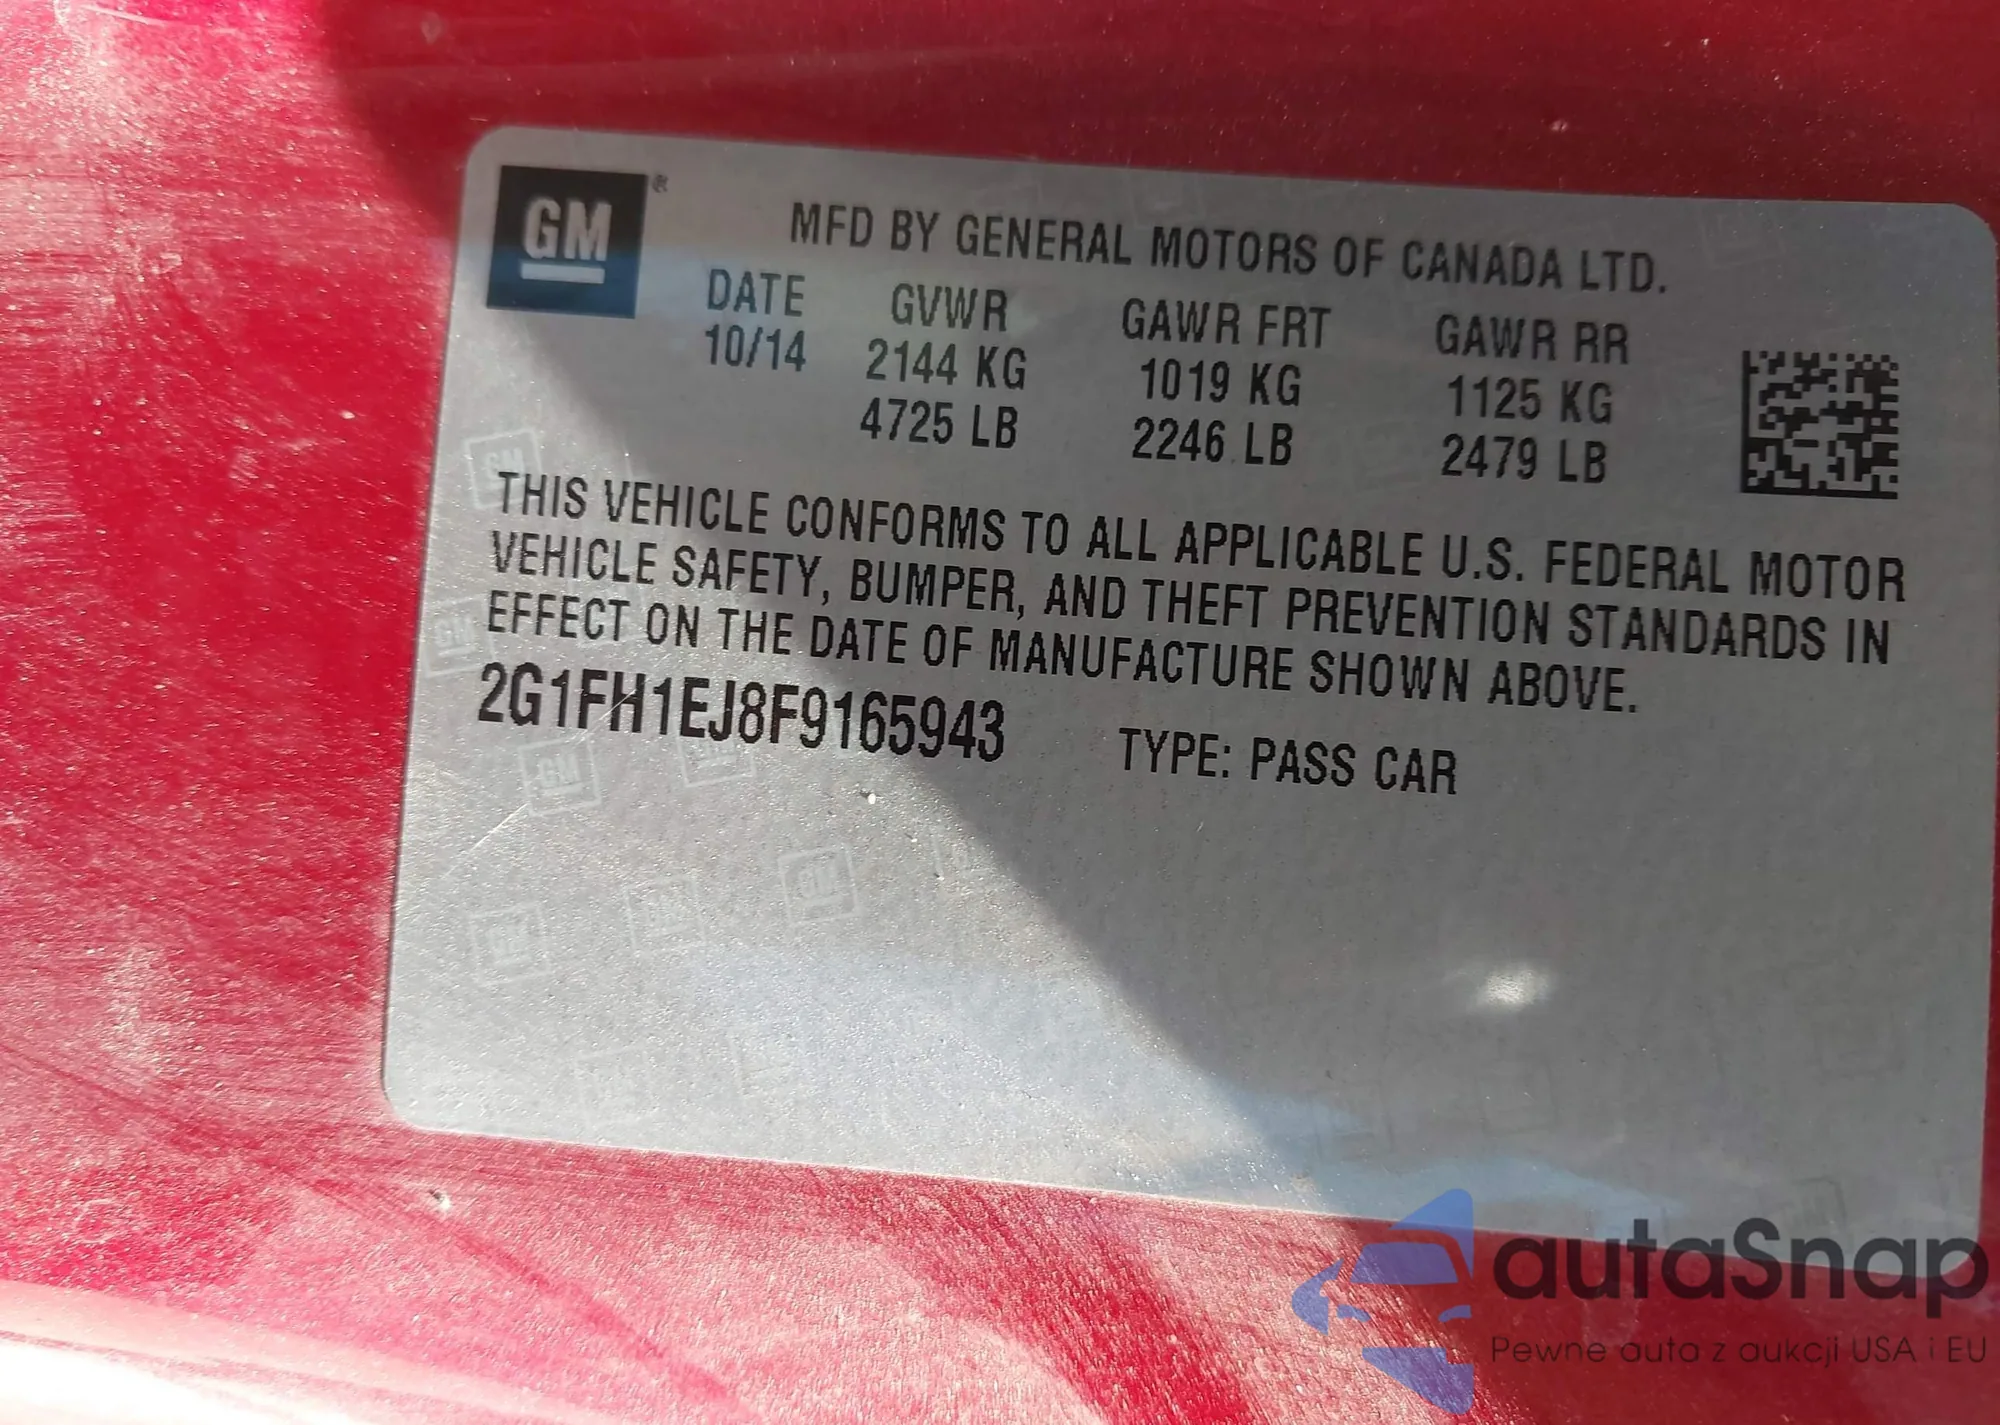 GM®
MFD BY GENERAL MOTORS OF CANADA LTD.
DATE GVWR GAWR FRT GAWR RR
10/14 2144 KG 1019 KG 1125 KG
4725 LB 2246 LB 2479 LB
THIS VEHICLE CONFORMS TO ALL APPLICABLE U.S. FEDERAL MOTOR
VEHICLE SAFETY, BUMPER, AND THEFT PREVENTION STANDARDS IN
EFFECT ON THE DATE OF MANUFACTURE SHOWN ABOVE.
2G1FH1EJ8F9165943 TYPE: PASS CAR
autaSnap
Pewne auta z aukcji USA i EU